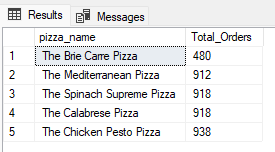 Results Messages
pizza_name Total_Orders
1 The Brie Carre Pizza 480
2 The Mediterranean Pizza 912
3 The Spinach Supreme Pizza 918
4 The Calabrese Pizza 918
5 The Chicken Pesto Pizza 938